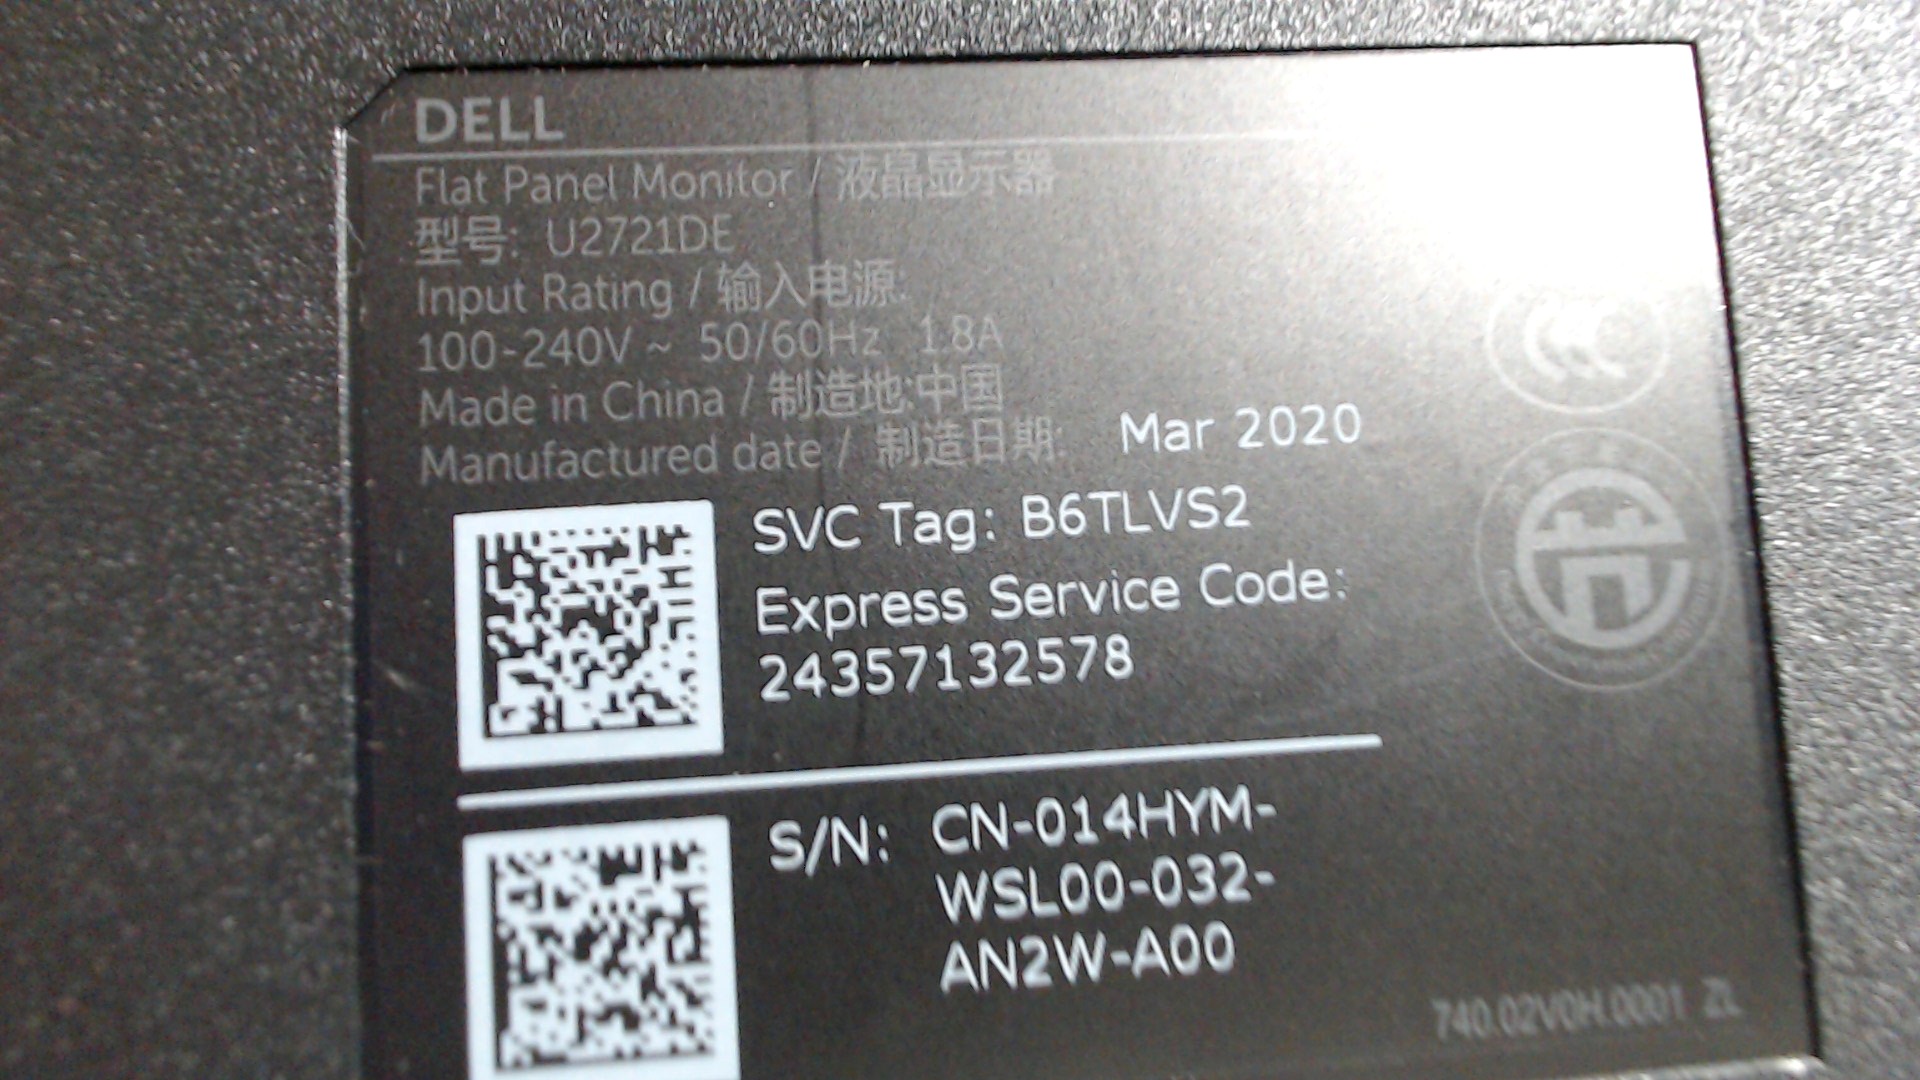 DELL
Flat Panel Monitor / 液晶显示器
型号: U2721DE
Input Rating / 输入电源:
100-240V ~ 50/60Hz 1.8A
Made in China / 制造地:中国
Manufactured date / 制造日期: Mar 2020
SVC Tag: B6TLVS2
Express Service Code:
24357132578
S/N: CN-014HYM-
WSL00-032-
AN2W-A00
740.02V0H.0001 ZL